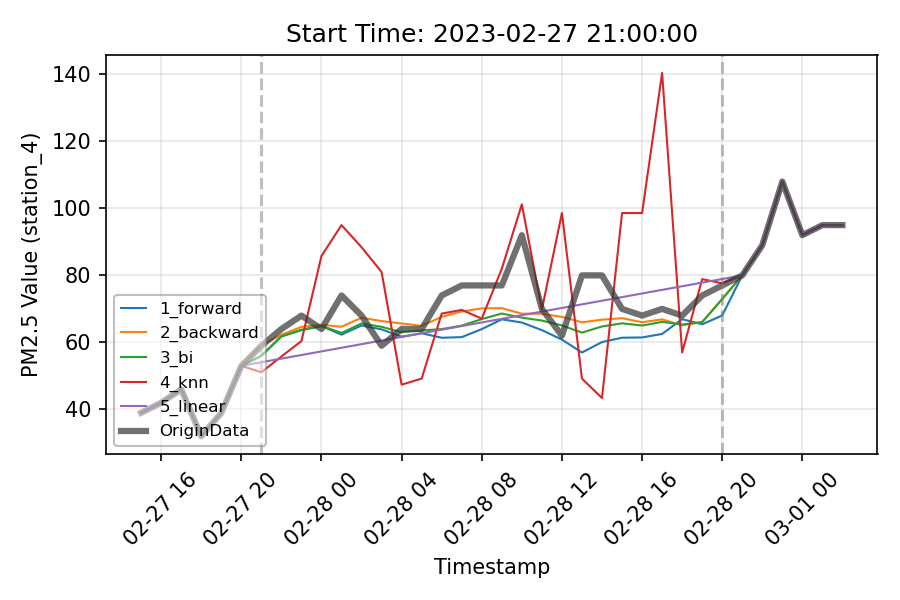 Start Time: 2023-02-27 21:00:00
PM2.5 Value (station_4)
140
120
100
80
60
40
1_forward
2_backward
3_bi
4_knn
5_linear
OriginData
02-27 16
02-27 20
02-28 00
02-28 04
02-28 08
02-28 12
02-28 16
02-28 20
03-01 00
Timestamp